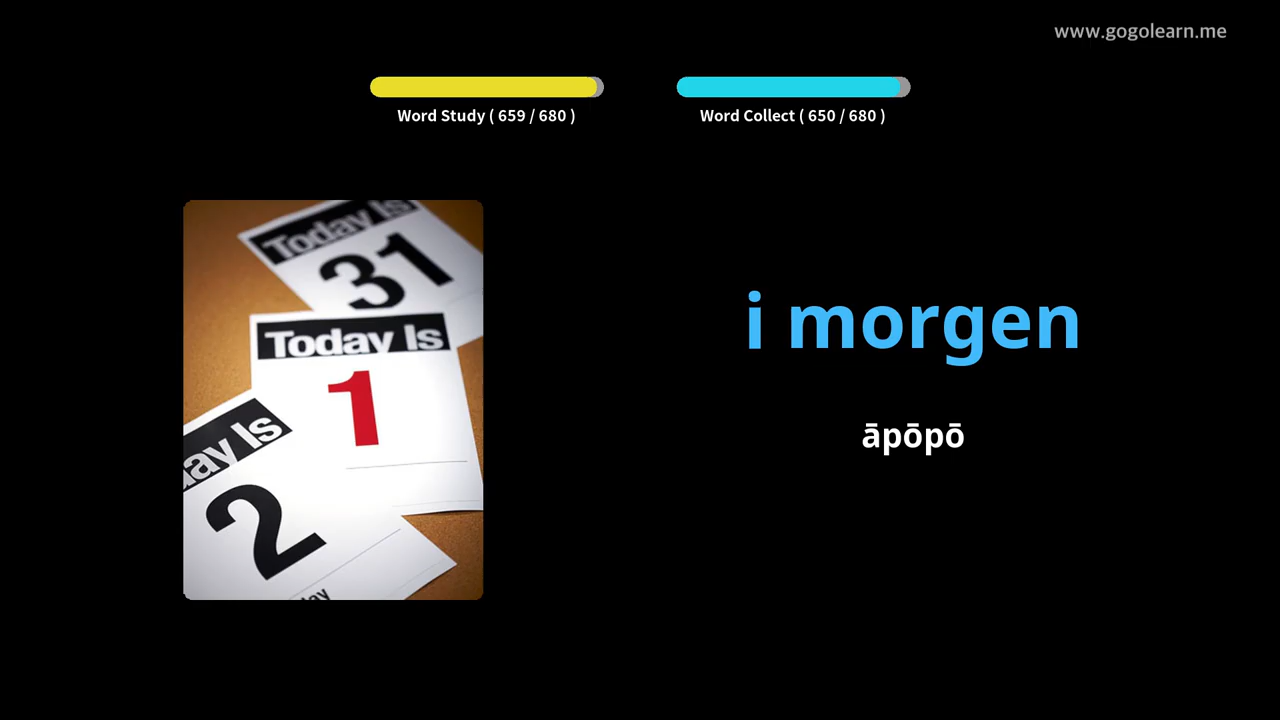 www.gogolearn.me
Word Study ( 659 / 680 )
Word Collect ( 650 / 680 )
Today Is
31
Today Is
1
ay Is
2
i morgen
āpōpō